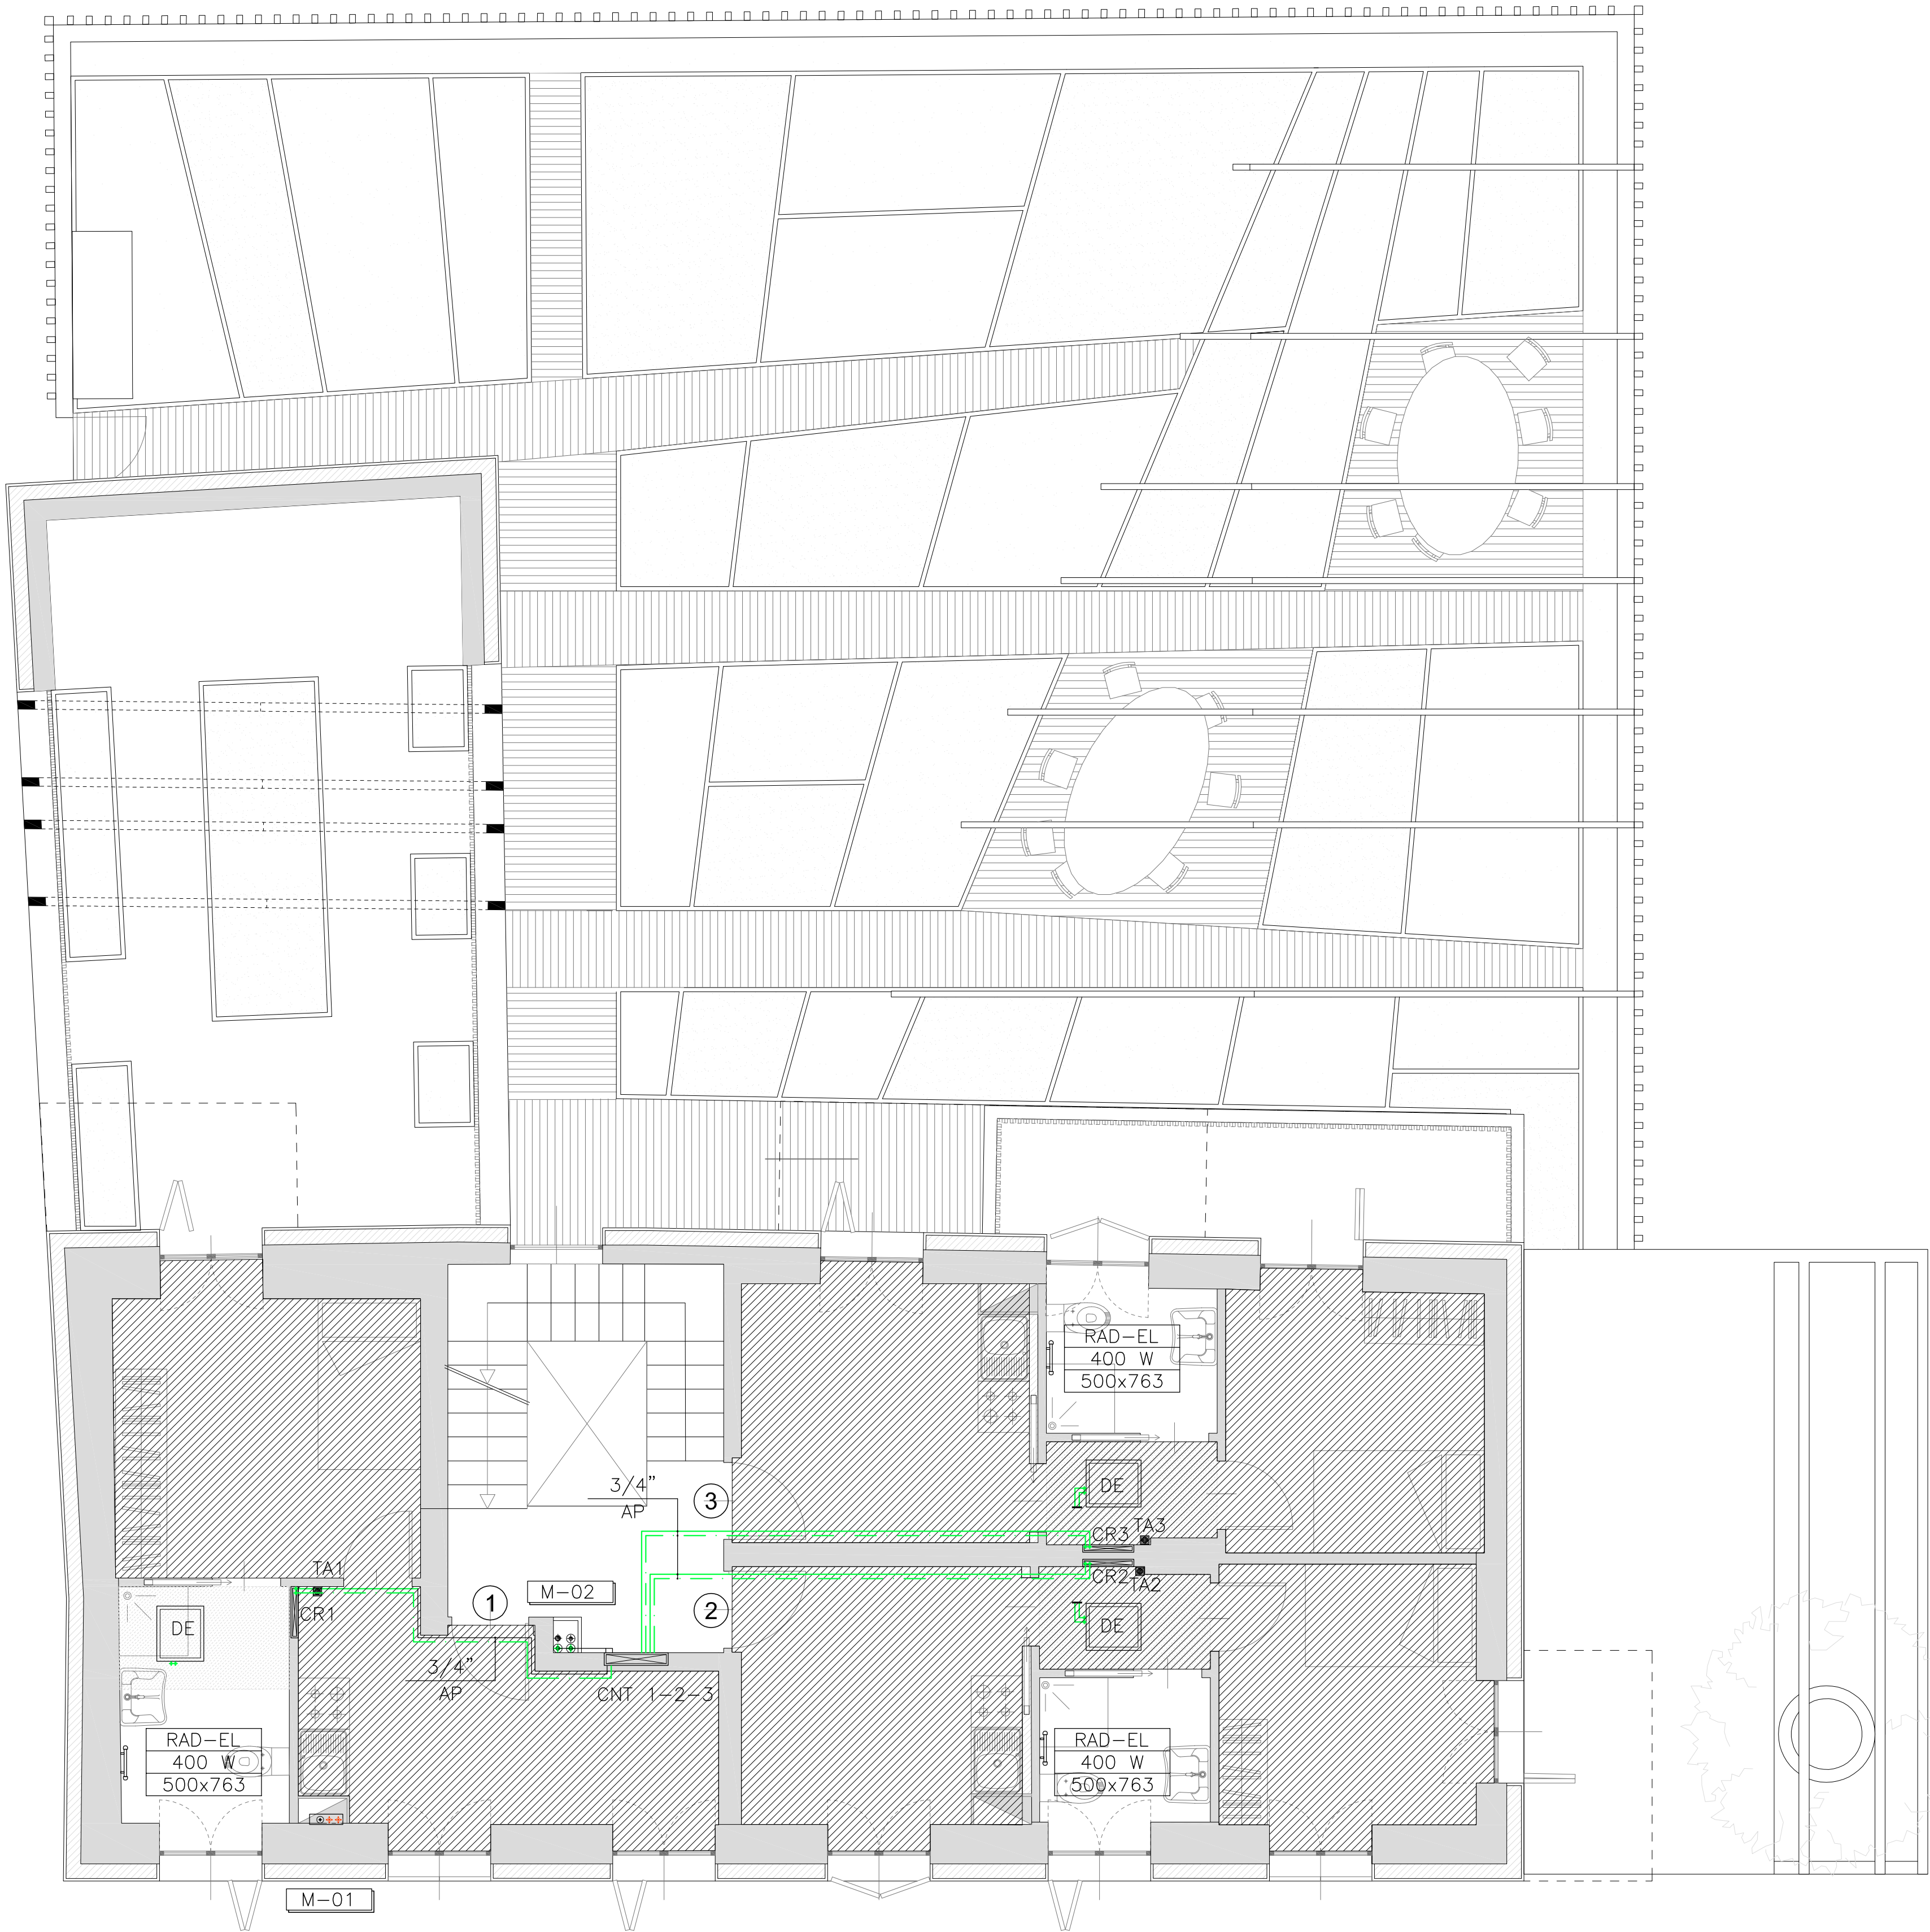 RAD-EL
400 W
500x763
3/4"
AP
3
DE
CR3
TA3
TA1
CR2
TA2
CR1
M-02
1
2
DE
DE
3/4"
AP
CNT 1-2-3
RAD-EL
400 W
500x763
RAD-EL
400 W
500x763
M-01